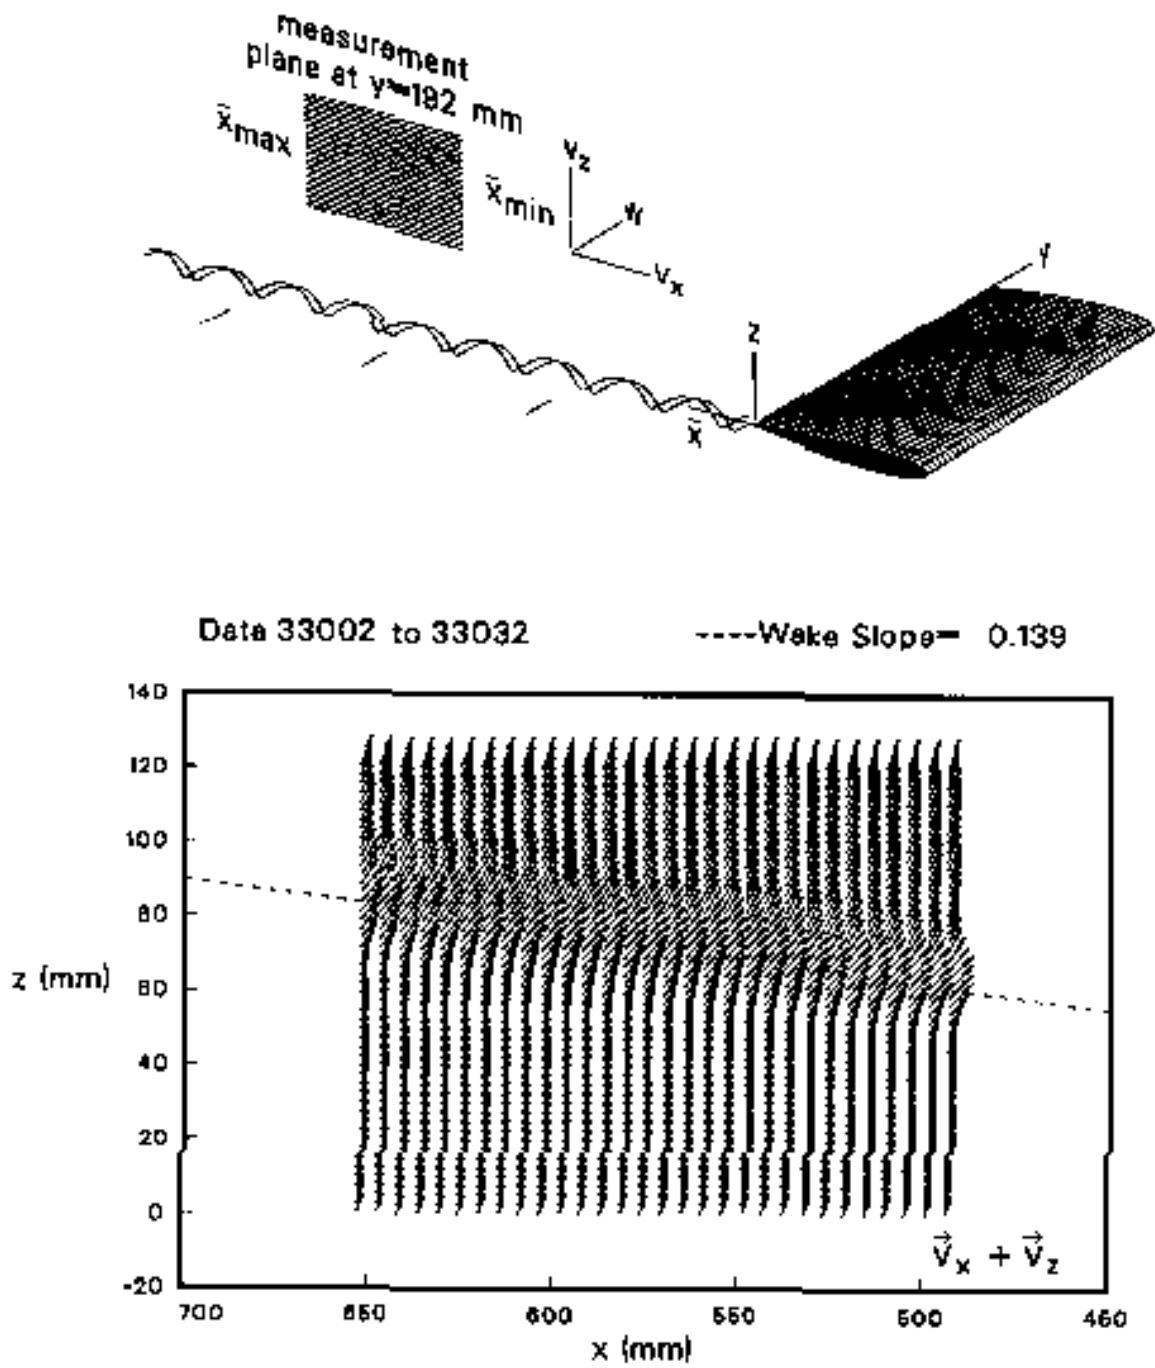 measurement
plane at y=192 mm
x̃max
x̃min
Vz
Vy
Vx
Y
z
x̃
Data 33002 to 33032
----Wake Slope= 0.139
140
120
100
80
60
40
20
0
-20
z (mm)
V⃗x + V⃗z
700 650 600 550 500 450
x (mm)